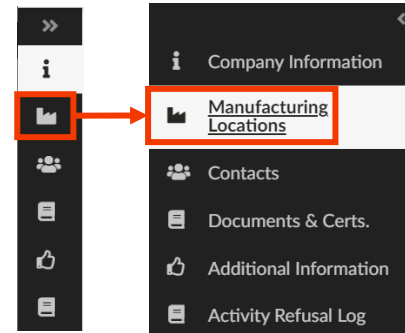 Company Information
Manufacturing
Locations
Contacts
Documents & Certs.
Additional Information
Activity Refusal Log